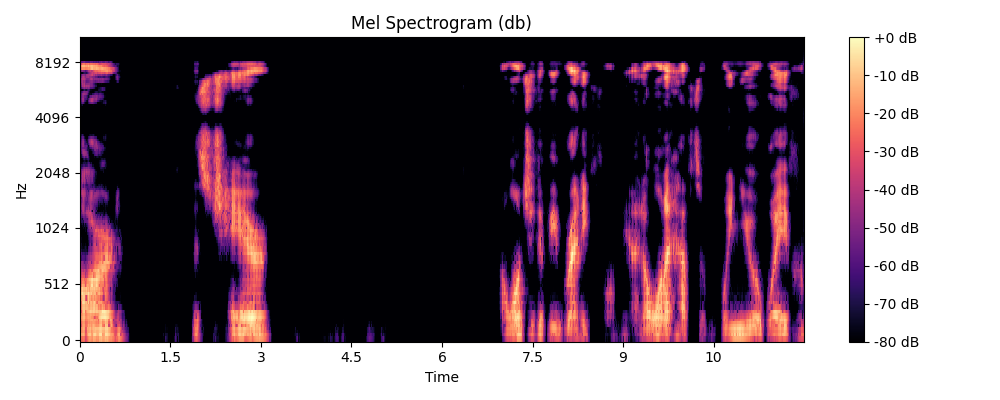 Mel Spectrogram (db)
Hz
8192
4096
2048
1024
512
0
0 1.5 3 4.5 6 7.5 9 10
Time
+0 dB
-10 dB
-20 dB
-30 dB
-40 dB
-50 dB
-60 dB
-70 dB
-80 dB